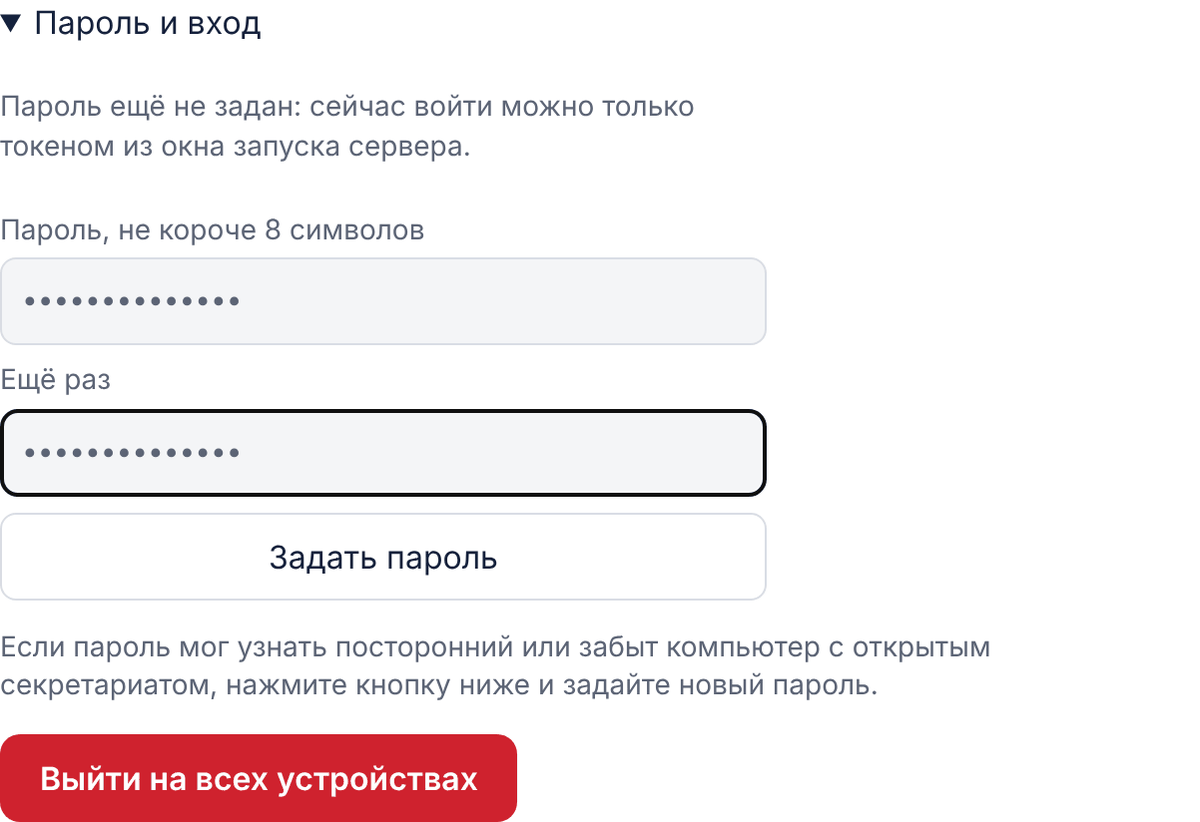 ▼ Пароль и вход
Пароль ещё не задан: сейчас войти можно только
токеном из окна запуска сервера.
Пароль, не короче 8 символов
••••••••••••••
Ещё раз
••••••••••••••
Задать пароль
Если пароль мог узнать посторонний или забыт компьютер с открытым
секретариатом, нажмите кнопку ниже и задайте новый пароль.
Выйти на всех устройствах